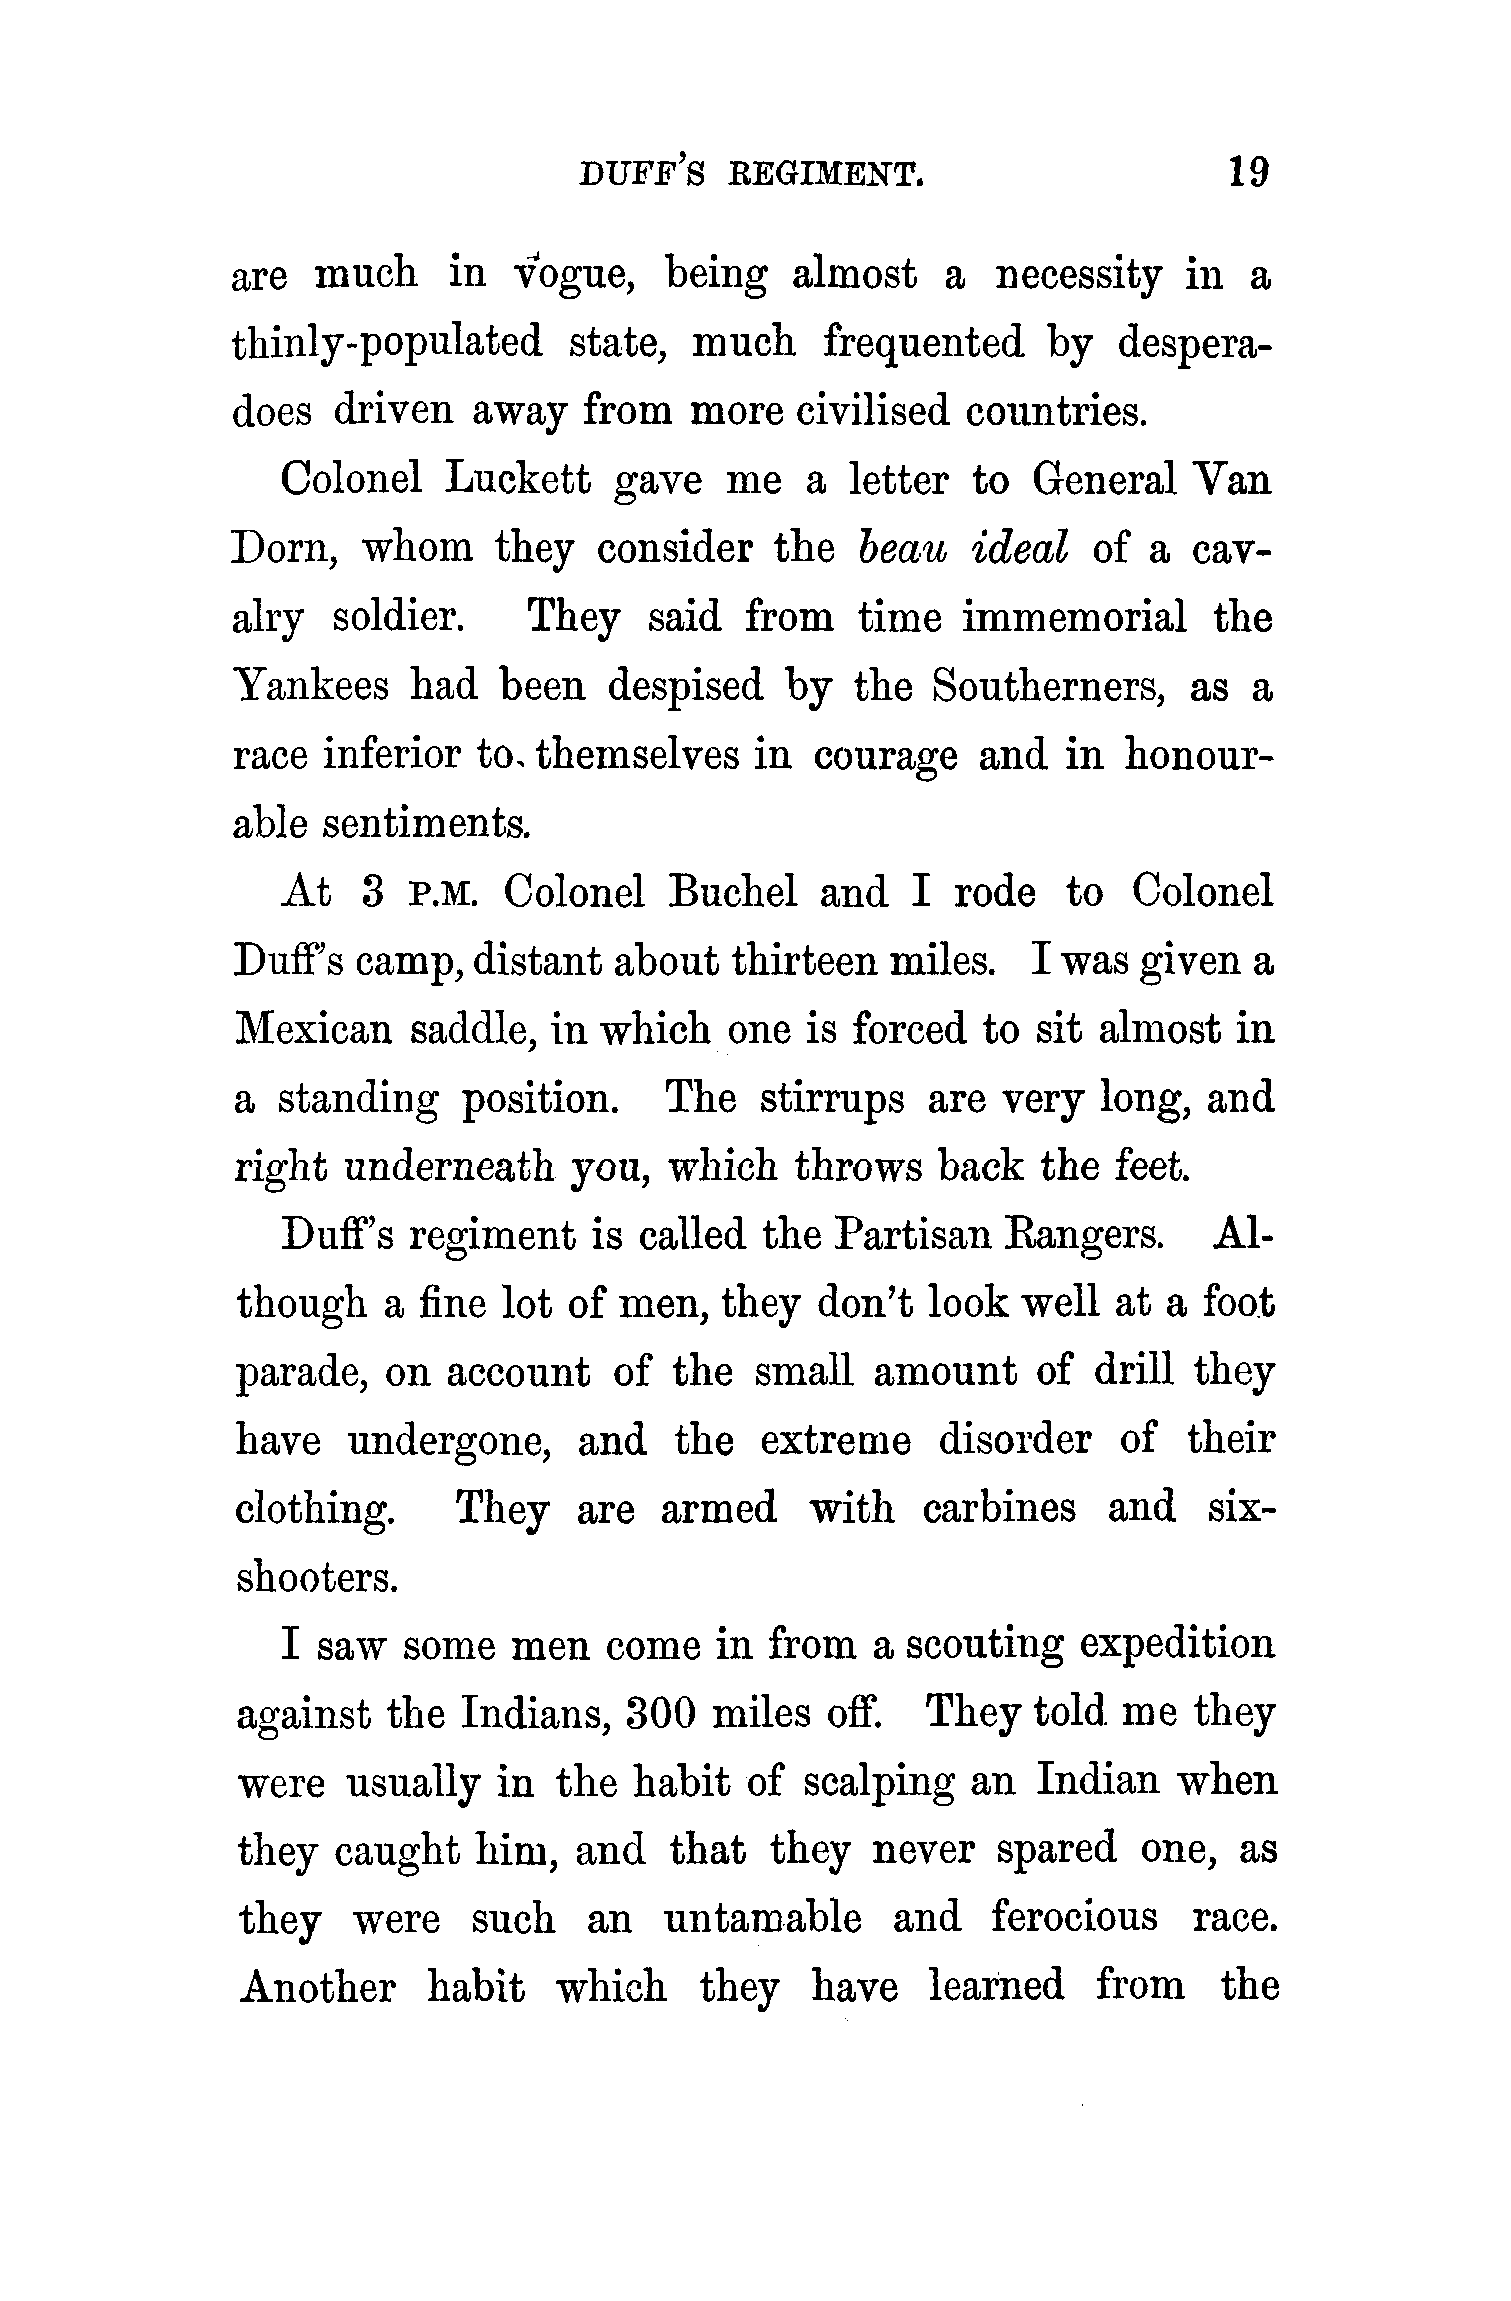 DUFF'S REGIMENT. 19
are much in vogue, being almost a necessity in a
thinly-populated state, much frequented by despera-
does driven away from more civilised countries.
Colonel Luckett gave me a letter to General Van
Dorn, whom they consider the beau ideal of a cav-
alry soldier. They said from time immemorial the
Yankees had been despised by the Southerners, as a
race inferior to themselves in courage and in honour-
able sentiments.
At 3 P.M. Colonel Buchel and I rode to Colonel
Duff's camp, distant about thirteen miles. I was given a
Mexican saddle, in which one is forced to sit almost in
a standing position. The stirrups are very long, and
right underneath you, which throws back the feet.
Duff's regiment is called the Partisan Rangers. Al-
though a fine lot of men, they don't look well at a foot
parade, on account of the small amount of drill they
have undergone, and the extreme disorder of their
clothing. They are armed with carbines and six-
shooters.
I saw some men come in from a scouting expedition
against the Indians, 300 miles off. They told me they
were usually in the habit of scalping an Indian when
they caught him, and that they never spared one, as
they were such an untamable and ferocious race.
Another habit which they have learned from the